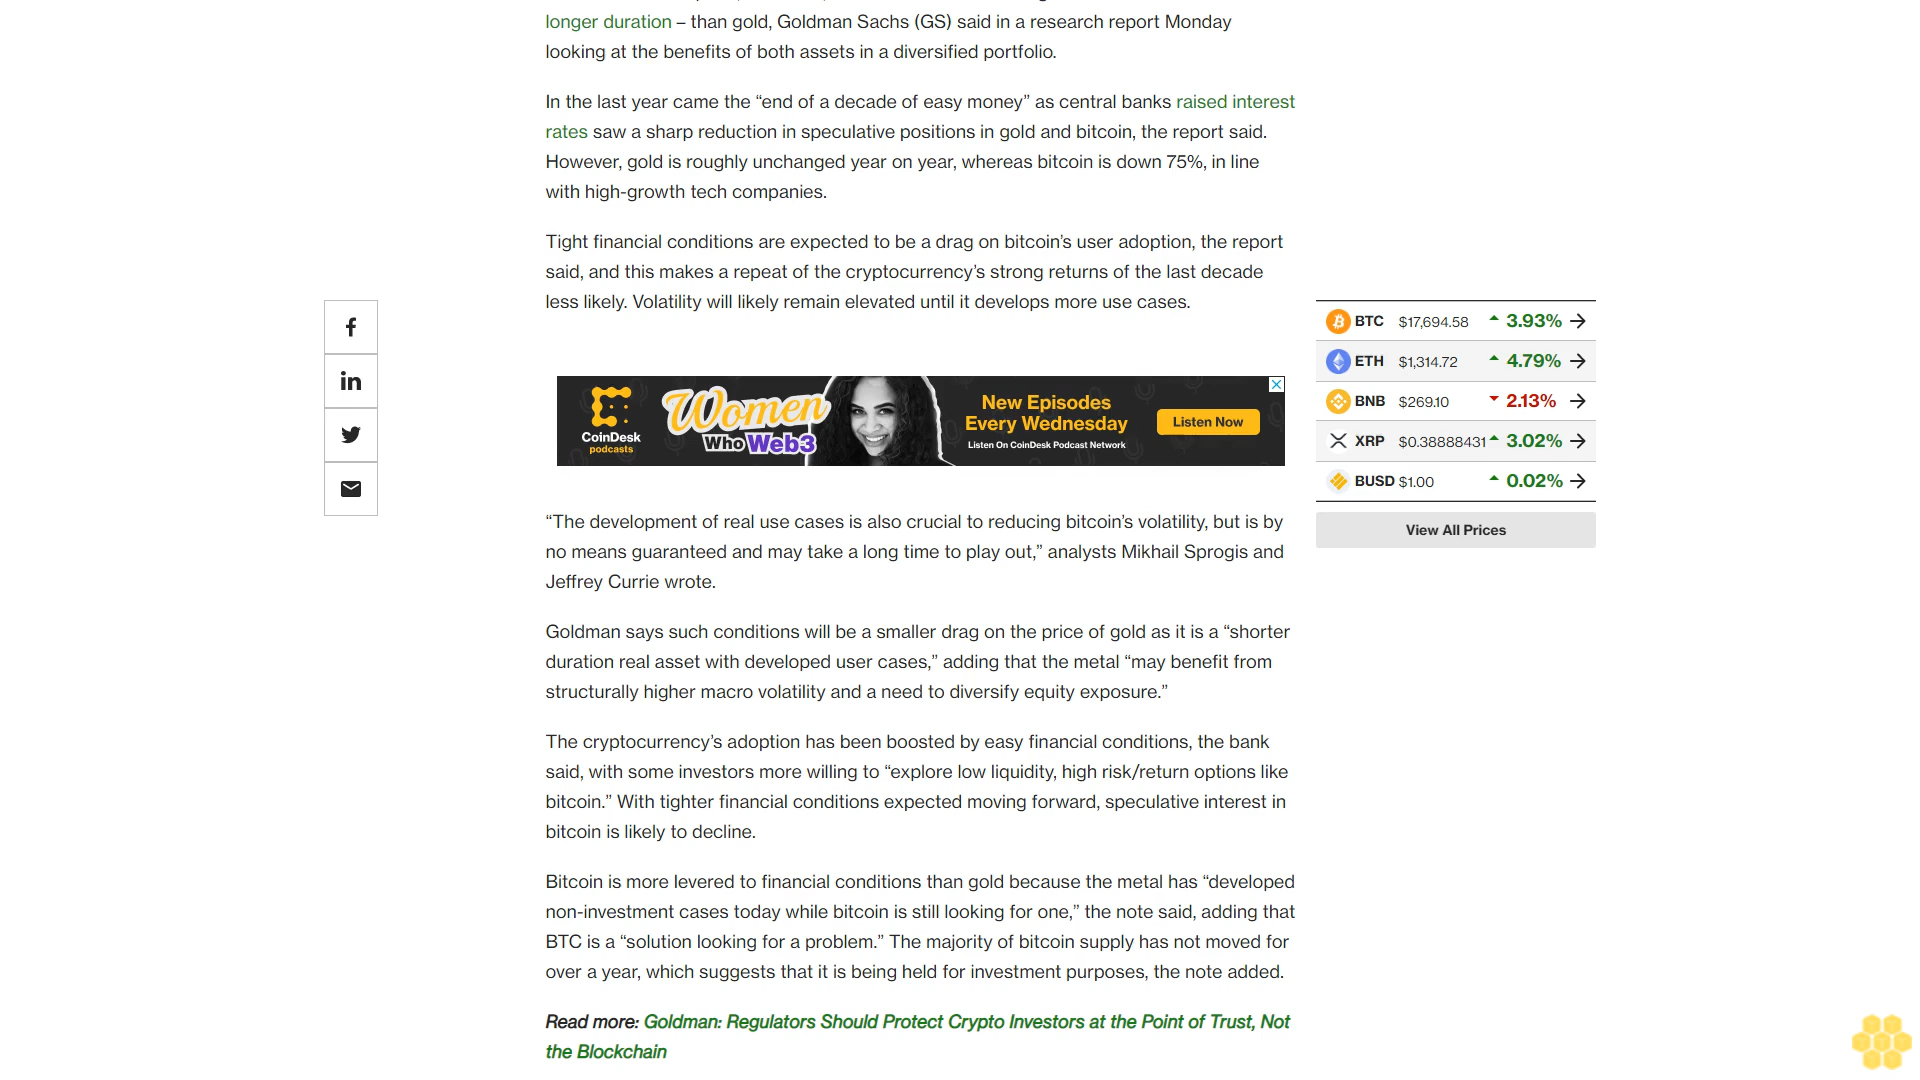 longer duration – than gold, Goldman Sachs (GS) said in a research report Monday
looking at the benefits of both assets in a diversified portfolio.
In the last year came the “end of a decade of easy money” as central banks raised interest
rates saw a sharp reduction in speculative positions in gold and bitcoin, the report said.
However, gold is roughly unchanged year on year, whereas bitcoin is down 75%, in line
with high-growth tech companies.
Tight financial conditions are expected to be a drag on bitcoin’s user adoption, the report
said, and this makes a repeat of the cryptocurrency’s strong returns of the last decade
less likely. Volatility will likely remain elevated until it develops more use cases.
CoinDesk
podcasts
Women
Who Web3
New Episodes
Every Wednesday
Listen On CoinDesk Podcast Network
Listen Now
“The development of real use cases is also crucial to reducing bitcoin’s volatility, but is by
no means guaranteed and may take a long time to play out,” analysts Mikhail Sprogis and
Jeffrey Currie wrote.
Goldman says such conditions will be a smaller drag on the price of gold as it is a “shorter
duration real asset with developed user cases,” adding that the metal “may benefit from
structurally higher macro volatility and a need to diversify equity exposure.”
The cryptocurrency’s adoption has been boosted by easy financial conditions, the bank
said, with some investors more willing to “explore low liquidity, high risk/return options like
bitcoin.” With tighter financial conditions expected moving forward, speculative interest in
bitcoin is likely to decline.
Bitcoin is more levered to financial conditions than gold because the metal has “developed
non-investment cases today while bitcoin is still looking for one,” the note said, adding that
BTC is a “solution looking for a problem.” The majority of bitcoin supply has not moved for
over a year, which suggests that it is being held for investment purposes, the note added.
Read more: Goldman: Regulators Should Protect Crypto Investors at the Point of Trust, Not
the Blockchain
BTC $17,694.58 3.93%
ETH $1,314.72 4.79%
BNB $269.10 2.13%
XRP $0.38888431 3.02%
BUSD $1.00 0.02%
View All Prices